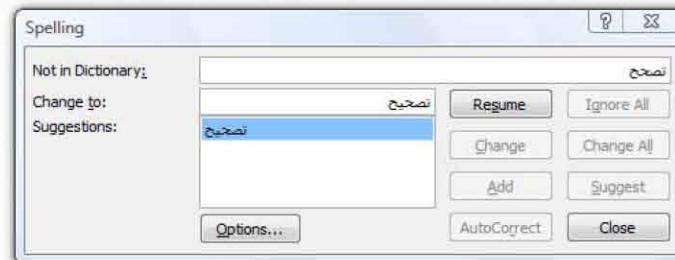 Spelling
Not in Dictionary:
تصحح
Change to:
تصحيح
Resume
Ignore All
Suggestions:
تصحيح
Change
Change All
Add
Suggest
Options...
AutoCorrect
Close